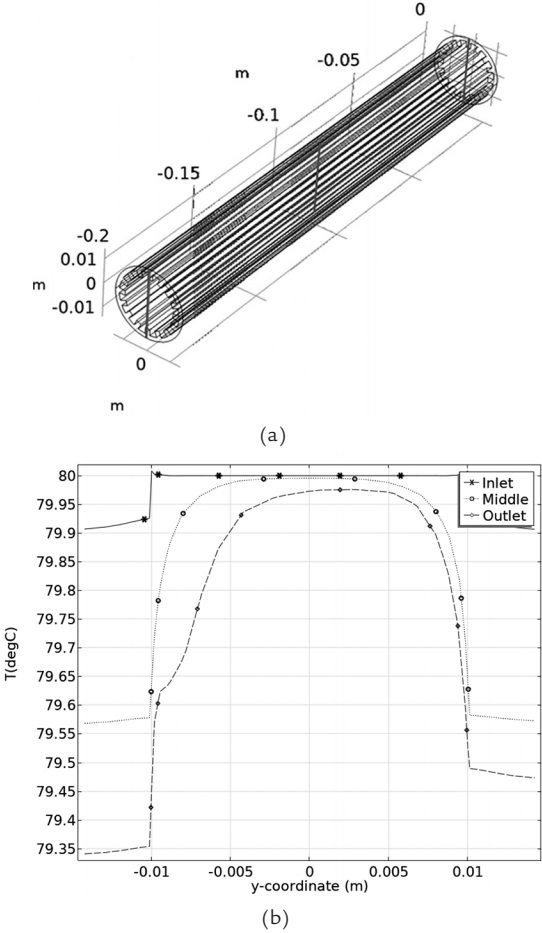 0
-0.05
m
-0.1
-0.15
-0.2
0.01
m
0
-0.01
0
m
(a)
80
79.95
79.9
79.85
79.8
79.75
79.7
79.65
79.6
79.55
79.5
79.45
79.4
79.35
T(degC)
Inlet
Middle
Outlet
-0.01
-0.005
0
0.005
0.01
y-coordinate (m)
(b)